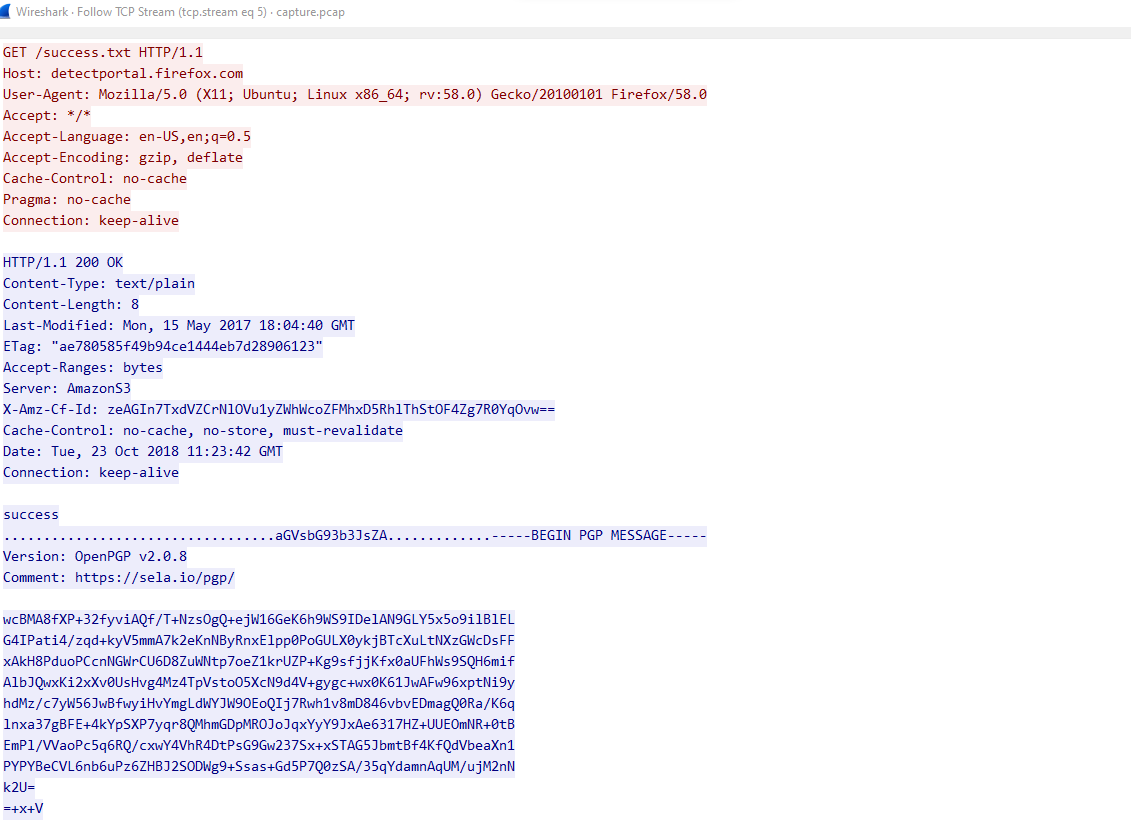 Wireshark · Follow TCP Stream (tcp.stream eq 5) · capture.pcap
GET /success.txt HTTP/1.1
Host: detectportal.firefox.com
User-Agent: Mozilla/5.0 (X11; Ubuntu; Linux x86_64; rv:58.0) Gecko/20100101 Firefox/58.0
Accept: */*
Accept-Language: en-US,en;q=0.5
Accept-Encoding: gzip, deflate
Cache-Control: no-cache
Pragma: no-cache
Connection: keep-alive
HTTP/1.1 200 OK
Content-Type: text/plain
Content-Length: 8
Last-Modified: Mon, 15 May 2017 18:04:40 GMT
ETag: "ae780585f49b94ce1444eb7d28906123"
Accept-Ranges: bytes
Server: AmazonS3
X-Amz-Cf-Id: zeAGIn7TxdVZCrNlOVu1yZWhWcoZFMhxD5RhlThStOF4Zg7R0YqOvw==
Cache-Control: no-cache, no-store, must-revalidate
Date: Tue, 23 Oct 2018 11:23:42 GMT
Connection: keep-alive
success
..................................aGVsbG93b3JsZA.............-----BEGIN PGP MESSAGE-----
Version: OpenPGP v2.0.8
Comment: https://sela.io/pgp/
wcBMA8fXP+32fyviAQf/T+NzsOgQ+ejW16GeK6h9WS9IDelAN9GLY5x5o9ilBlEL
G4IPati4/zqd+kyV5mmA7k2eKnNByRnxElpp0PoGULX0ykjBTcXuLtNXzGWcDsFF
xAkH8PduoPCcnNGWrCU6D8ZuWNtp7oeZ1krUZP+Kg9sfjjKfx0aUFhWs9SQH6mif
AlbJQwxKi2xXv0UsHvg4Mz4TpVstoO5XcN9d4V+gygc+wx0K61JwAFw96xptNi9y
hdMz/c7yW56JwBfwyiHvYmgLdWYJW9OEoQIj7Rwh1v8mD846vbvEDmagQ0Ra/K6q
lnxa37gBFE+4kYpSXP7yqr8QMhmGDpMROJoJqxYyY9JxAe6317HZ+UUEOmNR+0tB
EmPl/VVaoPc5q6RQ/cxwY4VhR4DtPsG9Gw237Sx+xSTAG5JbmtBf4KfQdVbeaXn1
PYPYBeCVL6nb6uPz6ZHBJ2SODWg9+Ssas+Gd5P7Q0zSA/35qYdamnAqUM/ujM2nN
k2U=
=+x+V